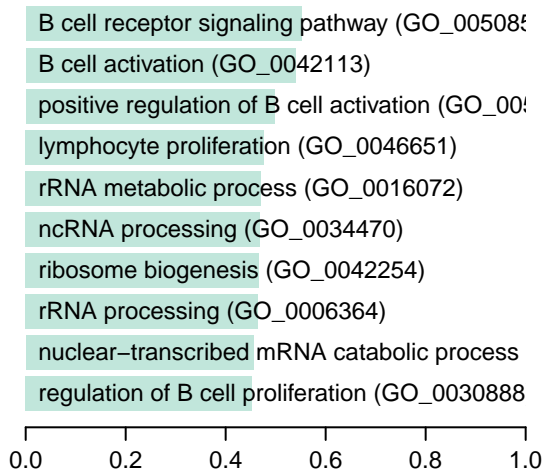 B cell receptor signaling pathway (GO_005085
B cell activation (GO_0042113)
positive regulation of B cell activation (GO_005
lymphocyte proliferation (GO_0046651)
rRNA metabolic process (GO_0016072)
ncRNA processing (GO_0034470)
ribosome biogenesis (GO_0042254)
rRNA processing (GO_0006364)
nuclear−transcribed mRNA catabolic process
regulation of B cell proliferation (GO_0030888
0.0 0.2 0.4 0.6 0.8 1.0